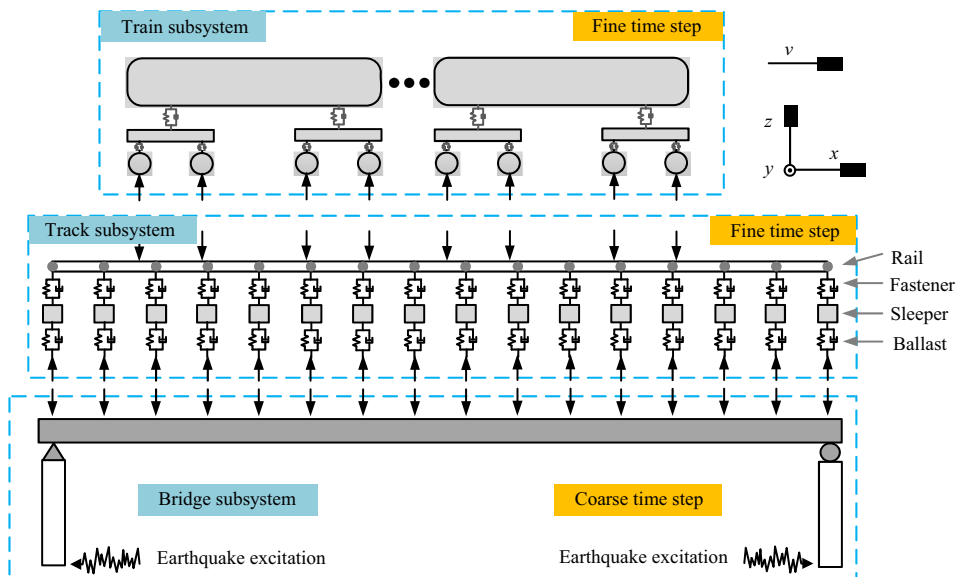 Train subsystem
Fine time step
v
z
y
x
Track subsystem
Fine time step
Rail
Fastener
Sleeper
Ballast
Bridge subsystem
Coarse time step
Earthquake excitation
Earthquake excitation